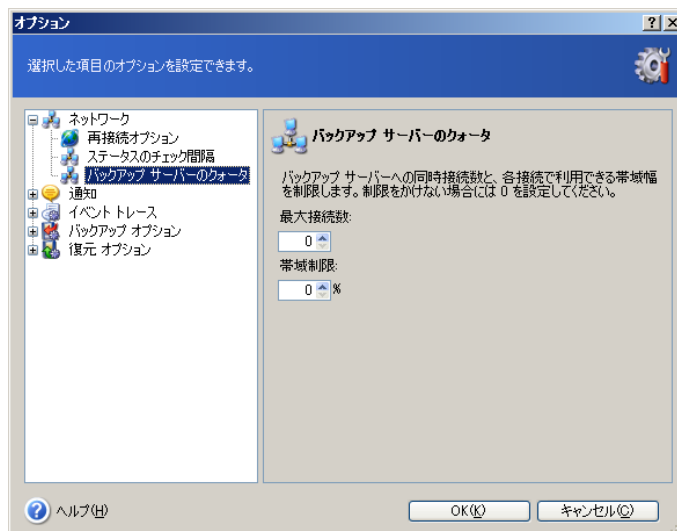 オプション
選択した項目のオプションを設定できます。
ネットワーク
再接続オプション
ステータスのチェック間隔
バックアップ サーバーのクォータ
通知
イベント トレース
バックアップ オプション
復元 オプション
バックアップ サーバーのクォータ
バックアップ サーバーへの同時接続数と、各接続で利用できる帯域幅
を制限します。制限をかけない場合には 0 を設定してください。
最大接続数:
0
帯域制限:
0 %
ヘルプ(H)
OK(K)
キャンセル(C)